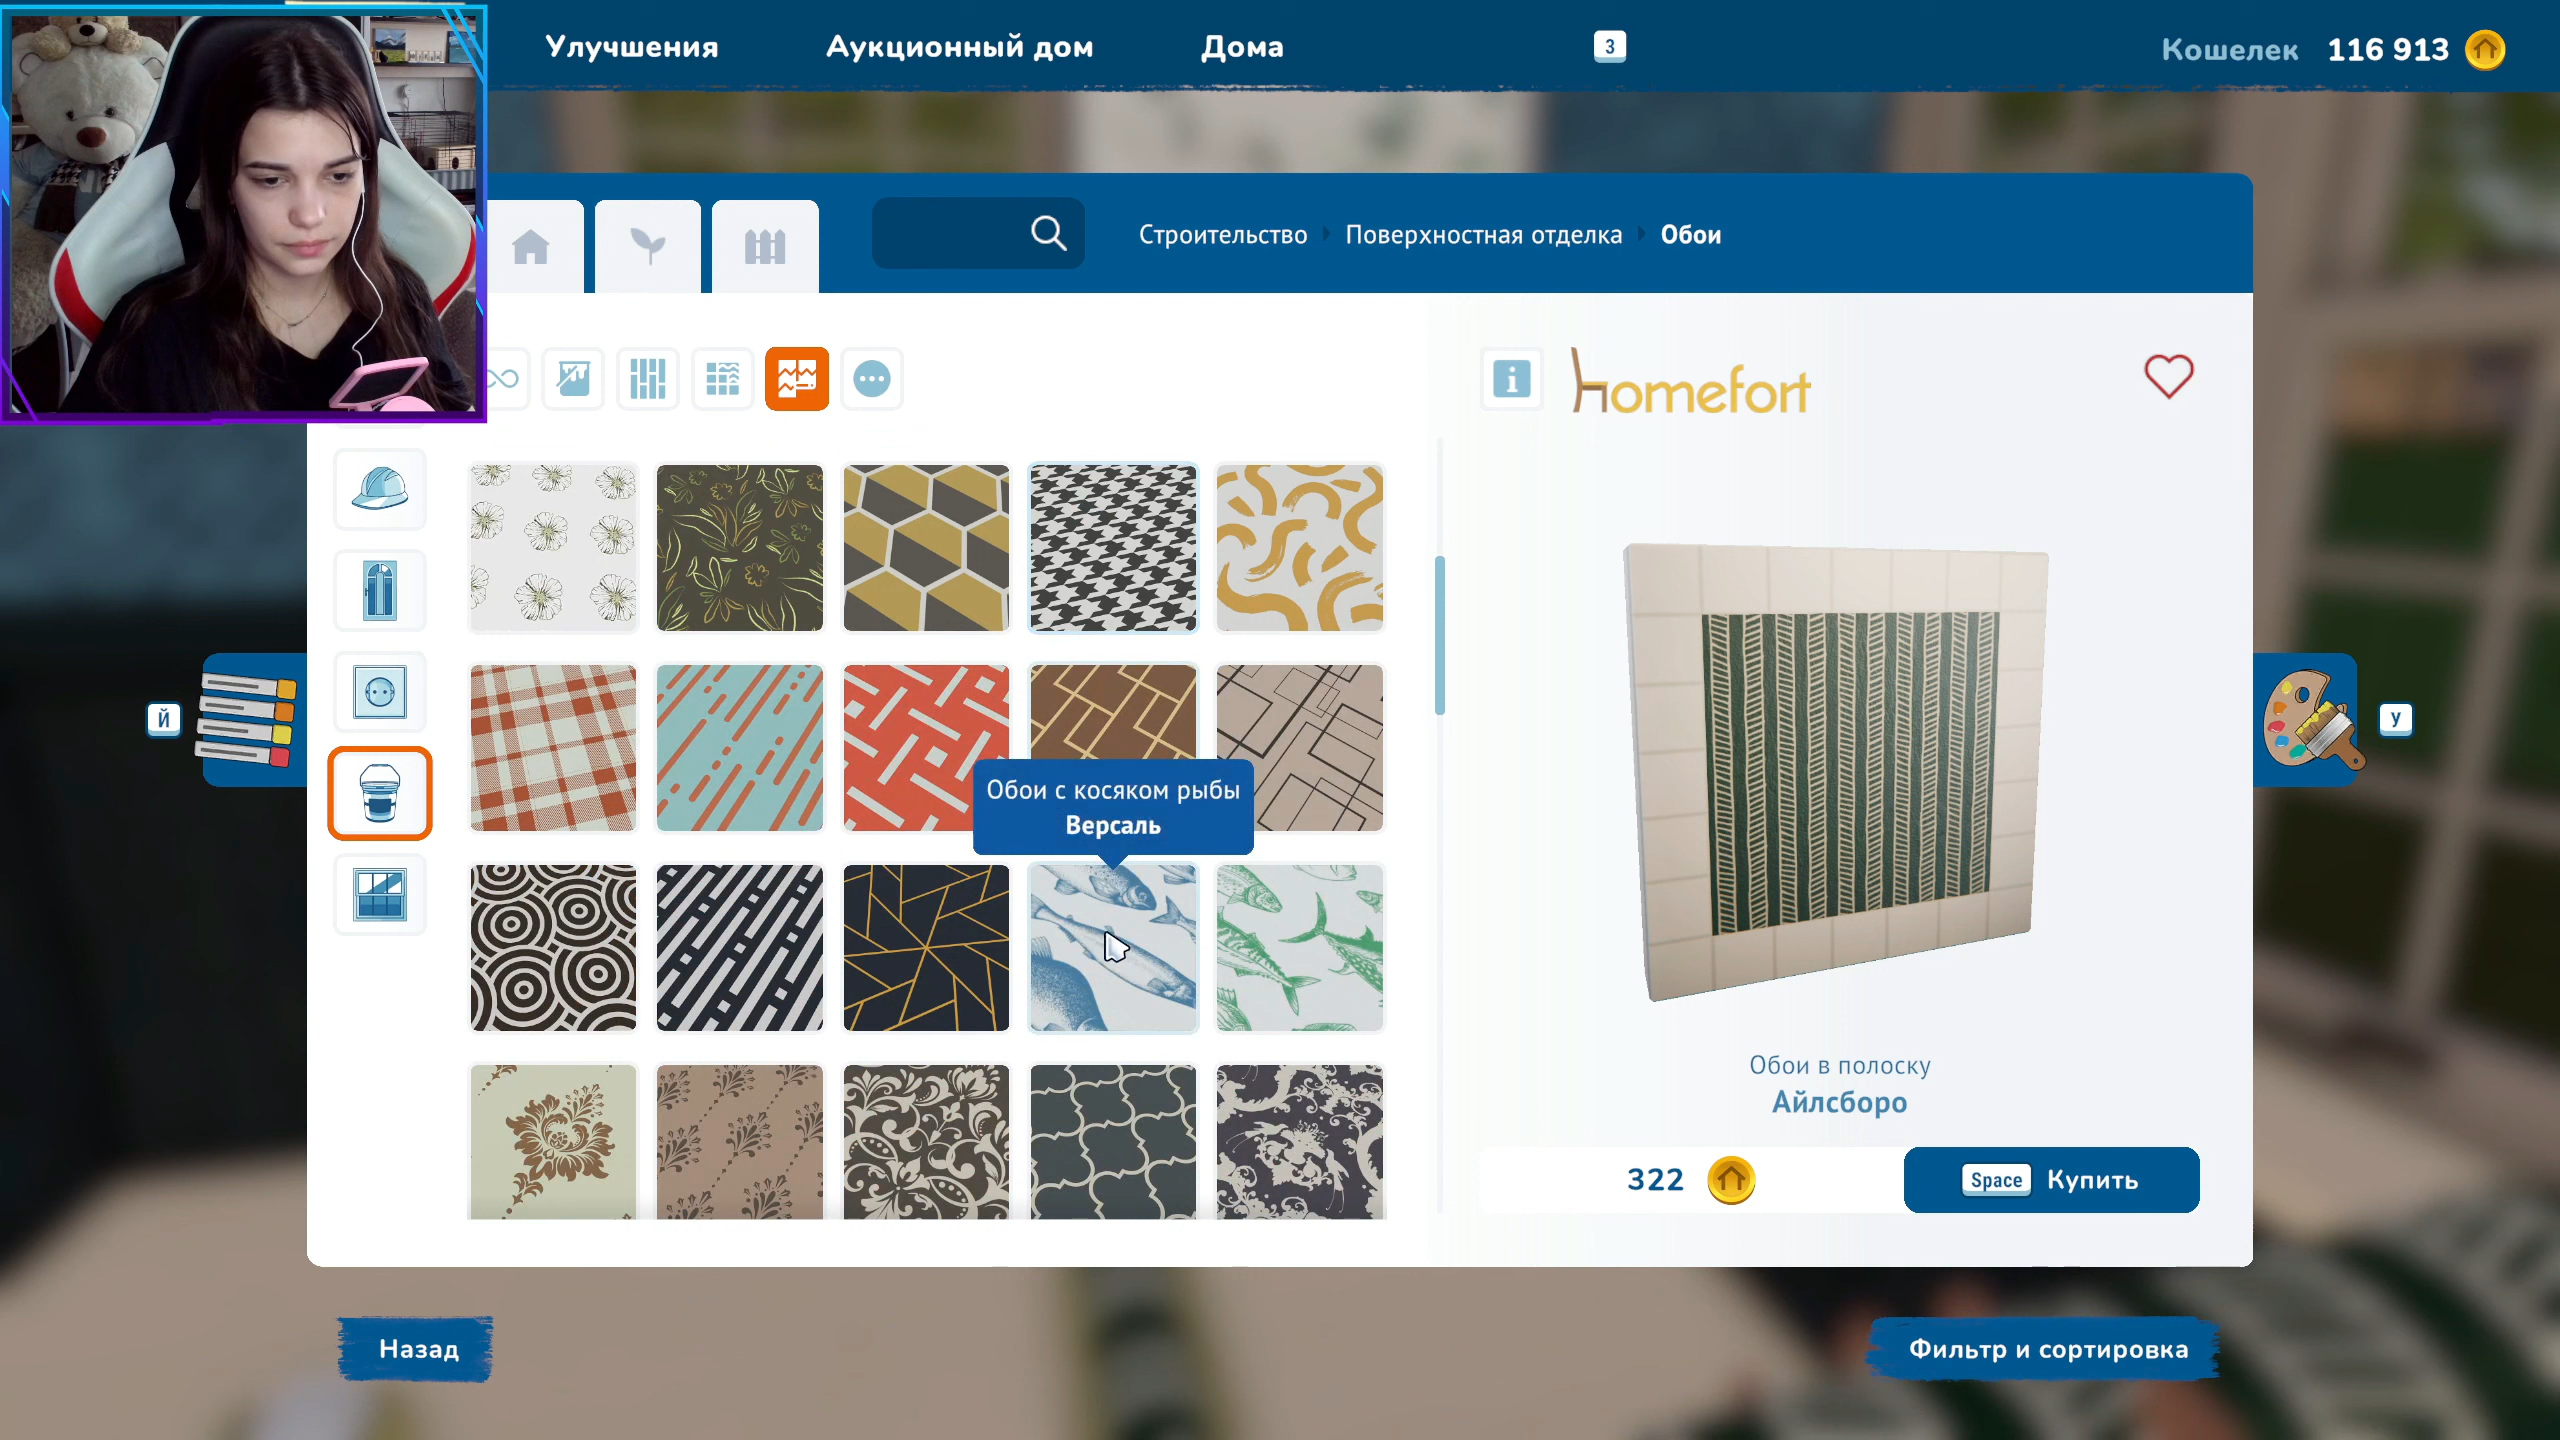 Улучшения
Аукционный дом
Дома
3
Кошелек 116 913
Строительство
Поверхностная отделка
Обои
homefort
Й
У
Обои с косяком рыбы
Версаль
Обои в полоску
Айлсборо
322
Space Купить
Назад
Фильтр и сортировка